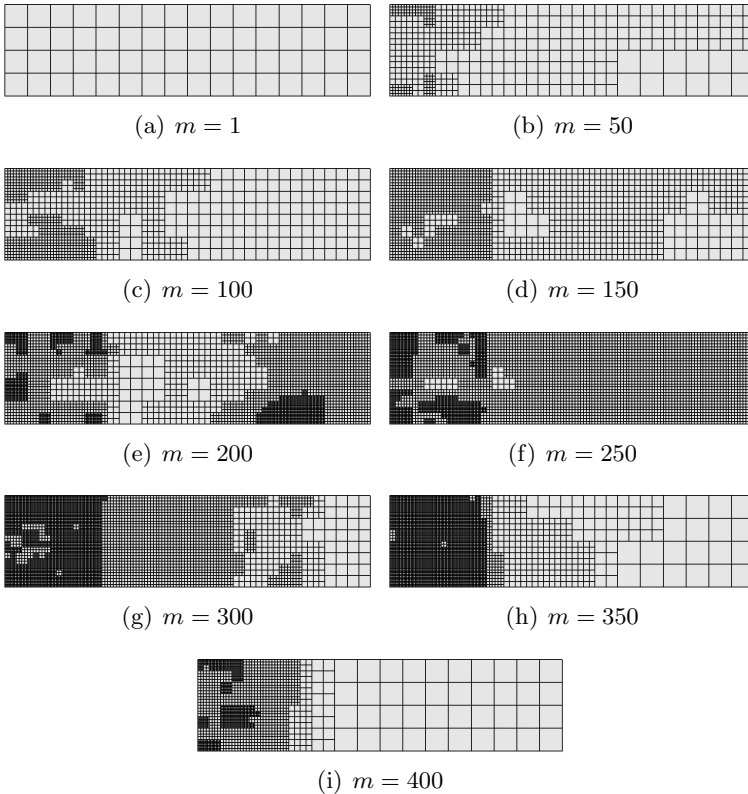 (a) m = 1
(b) m = 50
(c) m = 100
(d) m = 150
(e) m = 200
(f) m = 250
(g) m = 300
(h) m = 350
(i) m = 400